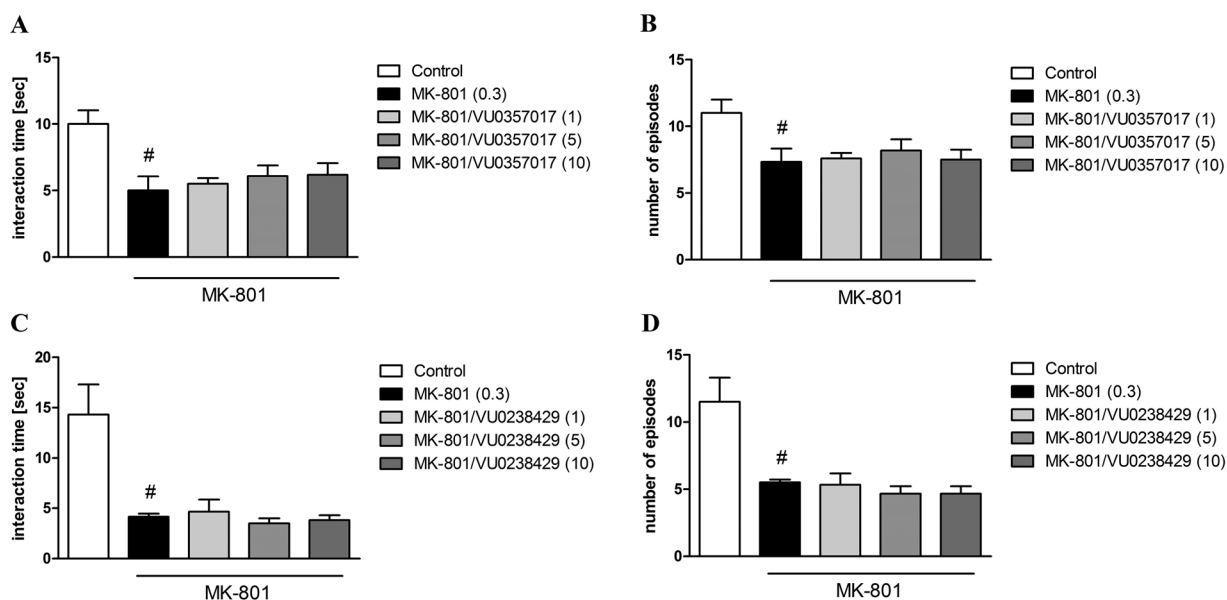 A
interaction time [sec]
15
10
5
0
#
MK-801
Control
MK-801 (0.3)
MK-801/VU0357017 (1)
MK-801/VU0357017 (5)
MK-801/VU0357017 (10)
B
number of episodes
15
10
5
0
#
MK-801
Control
MK-801 (0.3)
MK-801/VU0357017 (1)
MK-801/VU0357017 (5)
MK-801/VU0357017 (10)
C
interaction time [sec]
20
15
10
5
0
#
MK-801
Control
MK-801 (0.3)
MK-801/VU0238429 (1)
MK-801/VU0238429 (5)
MK-801/VU0238429 (10)
D
number of episodes
15
10
5
0
#
MK-801
Control
MK-801 (0.3)
MK-801/VU0238429 (1)
MK-801/VU0238429 (5)
MK-801/VU0238429 (10)